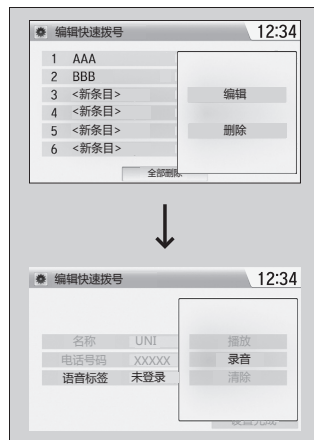 编辑快速拨号 12:34
1 AAA
2 BBB
3 <新条目> 编辑
4 <新条目>
5 <新条目> 删除
6 <新条目>
全部删除
编辑快速拨号 12:34
名称 UNI 播放
电话号码 XXXXX 录音
语音标签 未登录 清除